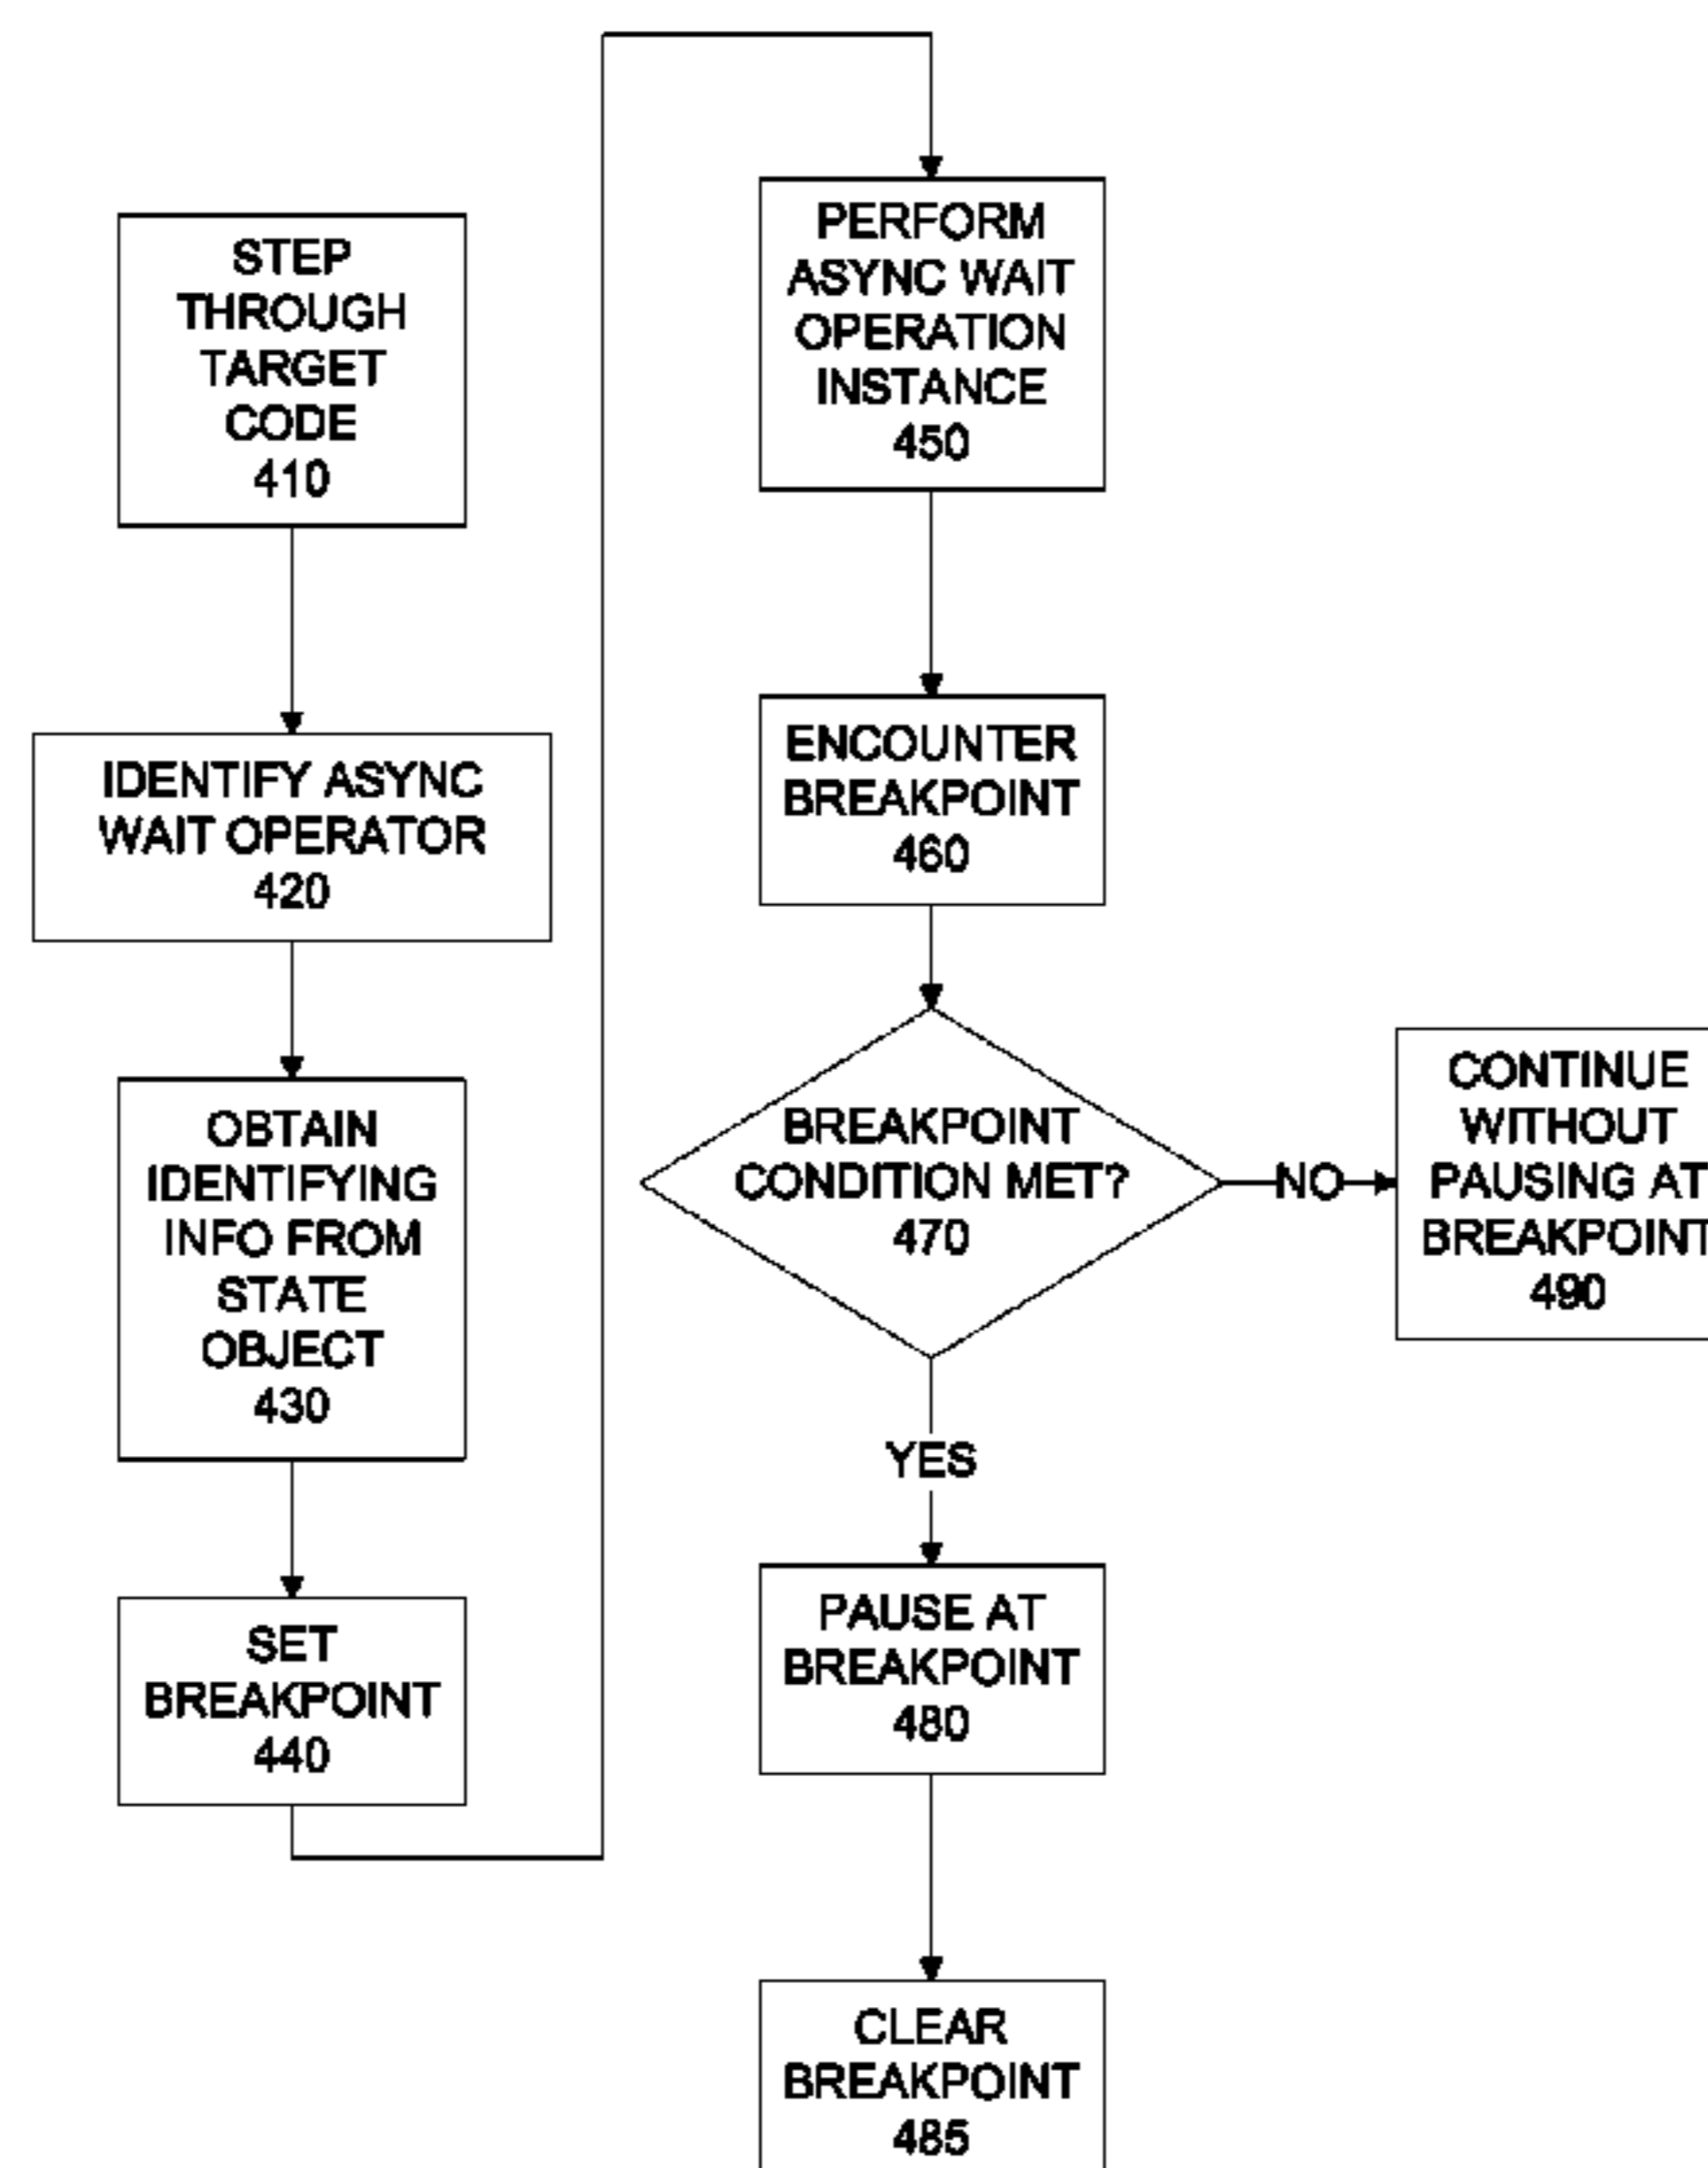 STEP
THROUGH
TARGET
CODE
410
IDENTIFY ASYNC
WAIT OPERATOR
420
OBTAIN
IDENTIFYING
INFO FROM
STATE
OBJECT
430
SET
BREAKPOINT
440
PERFORM
ASYNC WAIT
OPERATION
INSTANCE
450
ENCOUNTER
BREAKPOINT
460
BREAKPOINT
CONDITION MET?
470
NO
CONTINUE
WITHOUT
PAUSING AT
BREAKPOINT
490
YES
PAUSE AT
BREAKPOINT
480
CLEAR
BREAKPOINT
485